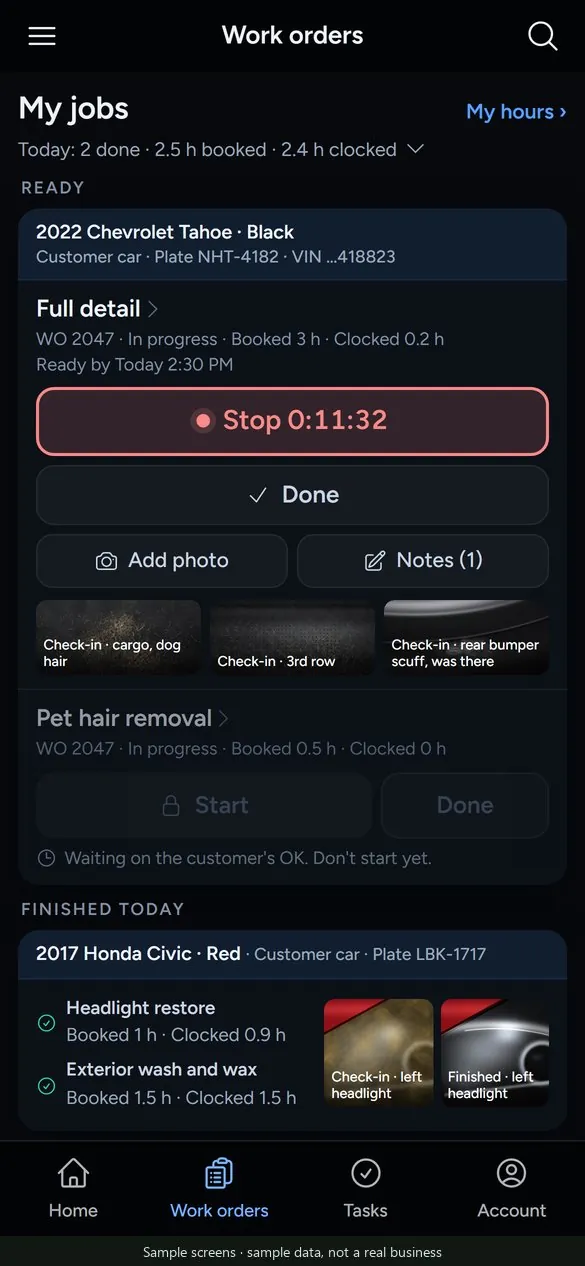 Work orders
My jobs
My hours ›
Today: 2 done · 2.5 h booked · 2.4 h clocked
READY
2022 Chevrolet Tahoe · Black
Customer car · Plate NHT-4182 · VIN ...418823
Full detail
WO 2047 · In progress · Booked 3 h · Clocked 0.2 h
Ready by Today 2:30 PM
Stop 0:11:32
Done
Add photo
Notes (1)
Check-in · cargo, dog
hair
Check-in · 3rd row
Check-in · rear bumper
scuff, was there
Pet hair removal
WO 2047 · In progress · Booked 0.5 h · Clocked 0 h
Start
Done
Waiting on the customer's OK. Don't start yet.
FINISHED TODAY
2017 Honda Civic · Red · Customer car · Plate LBK-1717
Headlight restore
Booked 1 h · Clocked 0.9 h
Exterior wash and wax
Booked 1.5 h · Clocked 1.5 h
Check-in · left
headlight
Finished · left
headlight
Home
Work orders
Tasks
Account
Sample screens · sample data, not a real business